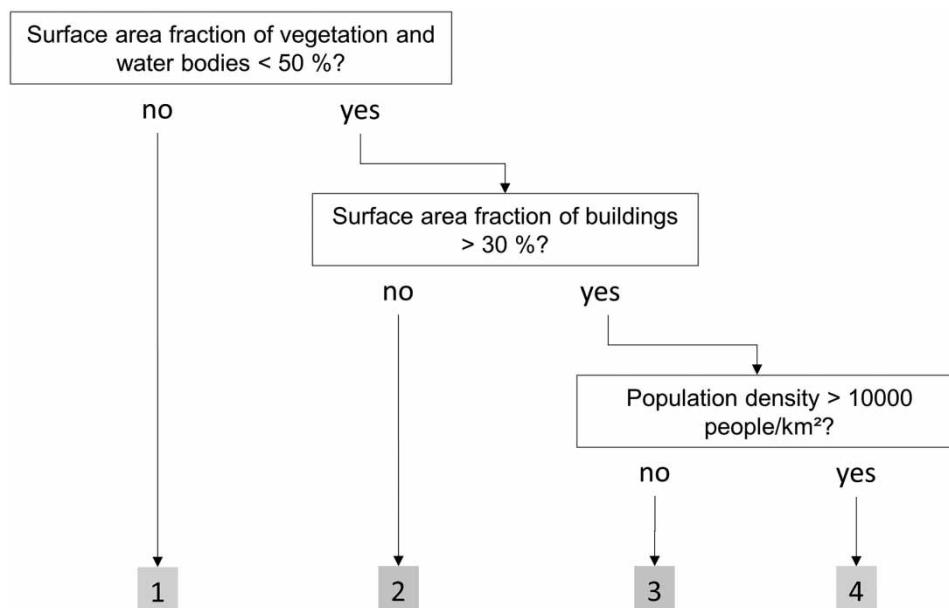 Surface area fraction of vegetation and
water bodies < 50 %?
no
yes
Surface area fraction of buildings
> 30 %?
no
yes
Population density > 10000
people/km²?
no
yes
1
2
3
4